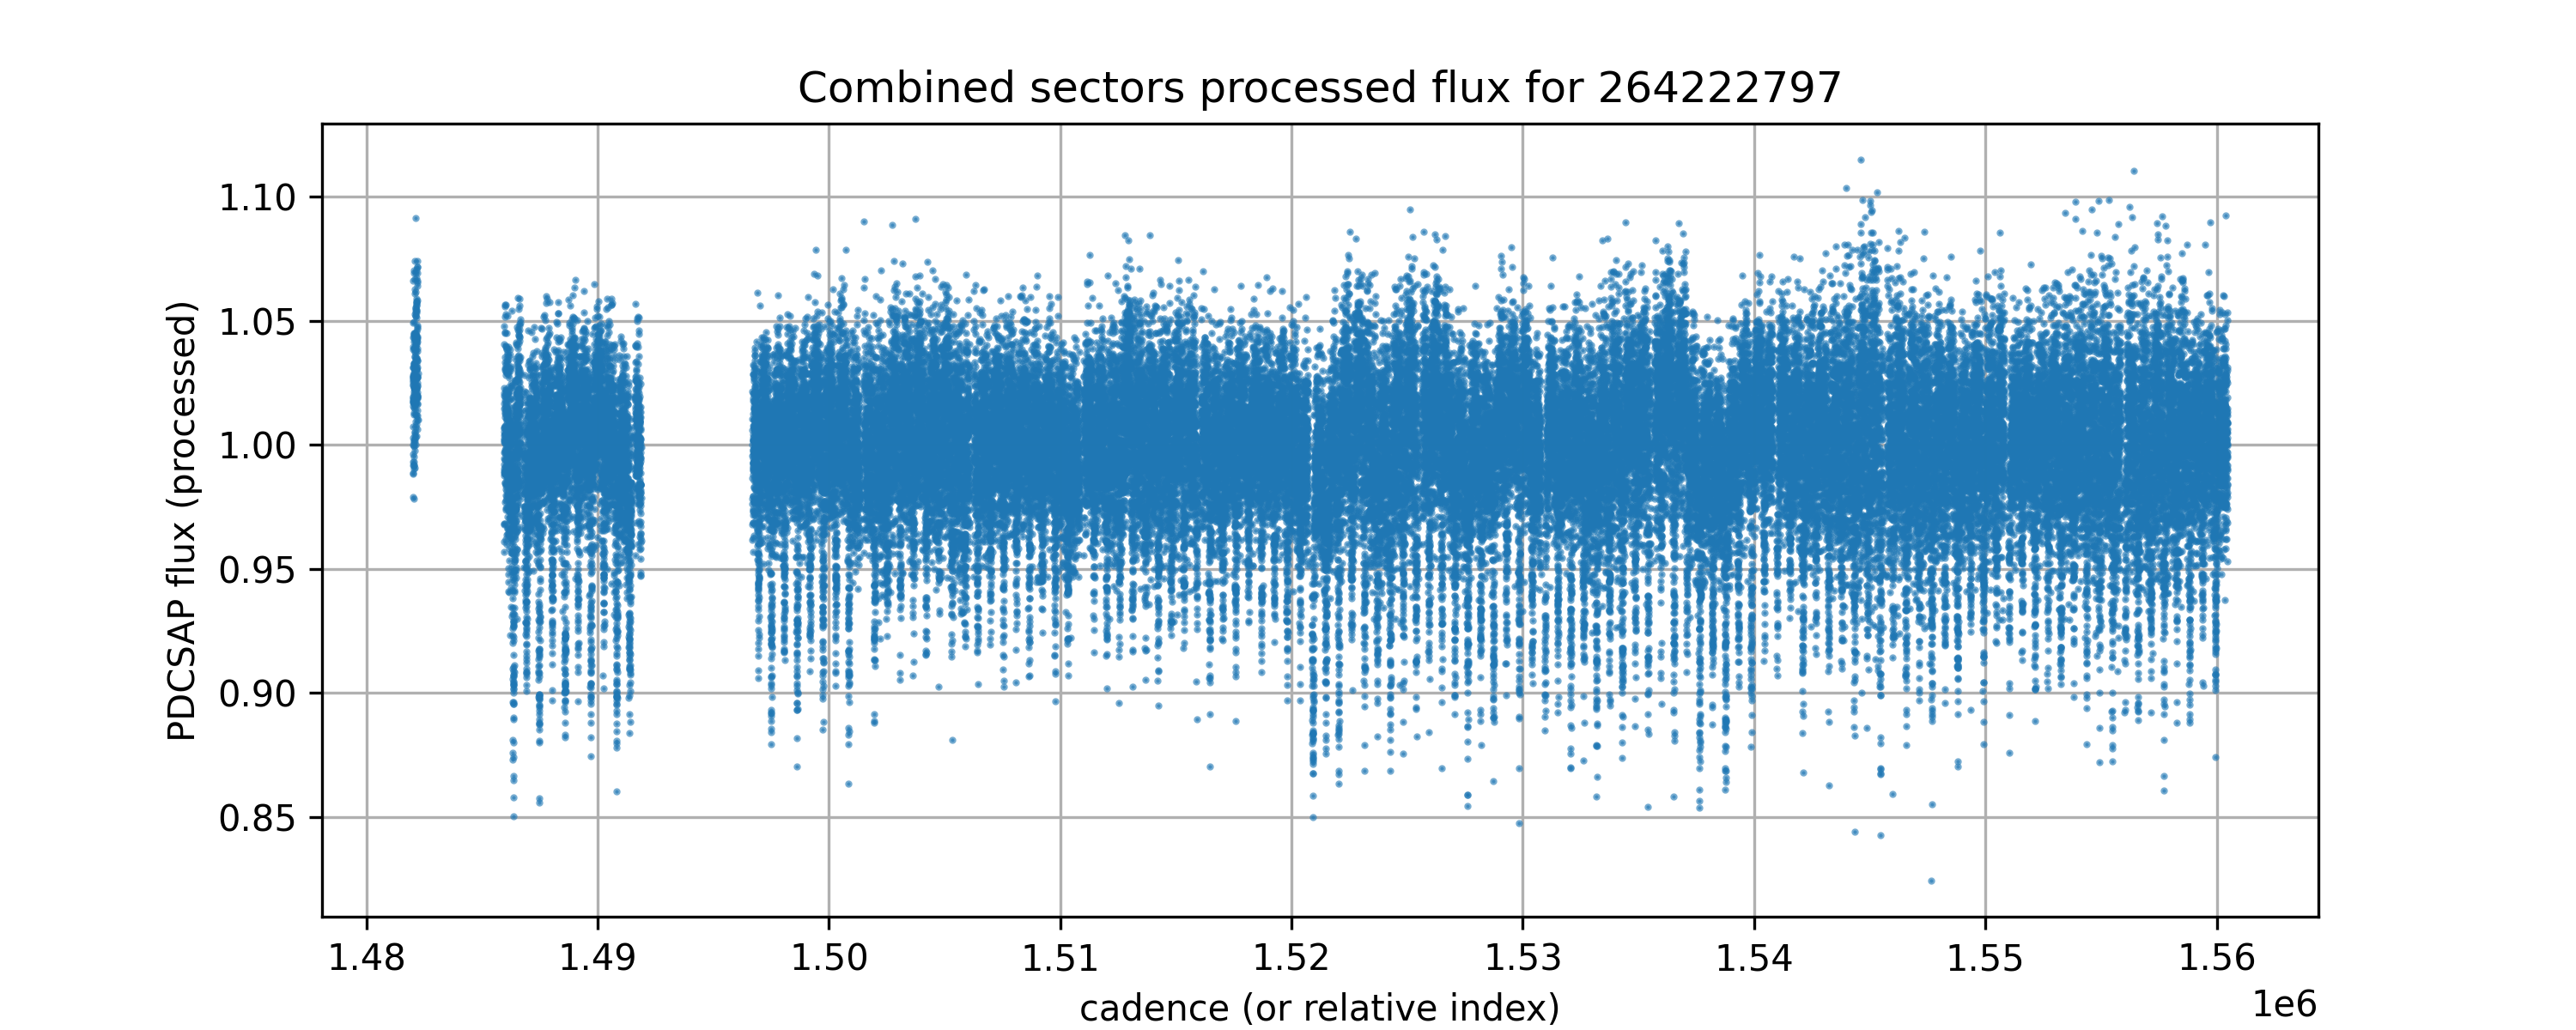 Combined sectors processed flux for 264222797
PDCSAP flux (processed)
1.10
1.05
1.00
0.95
0.90
0.85
1.48 1.49 1.50 1.51 1.52 1.53 1.54 1.55 1.56
1e6
cadence (or relative index)